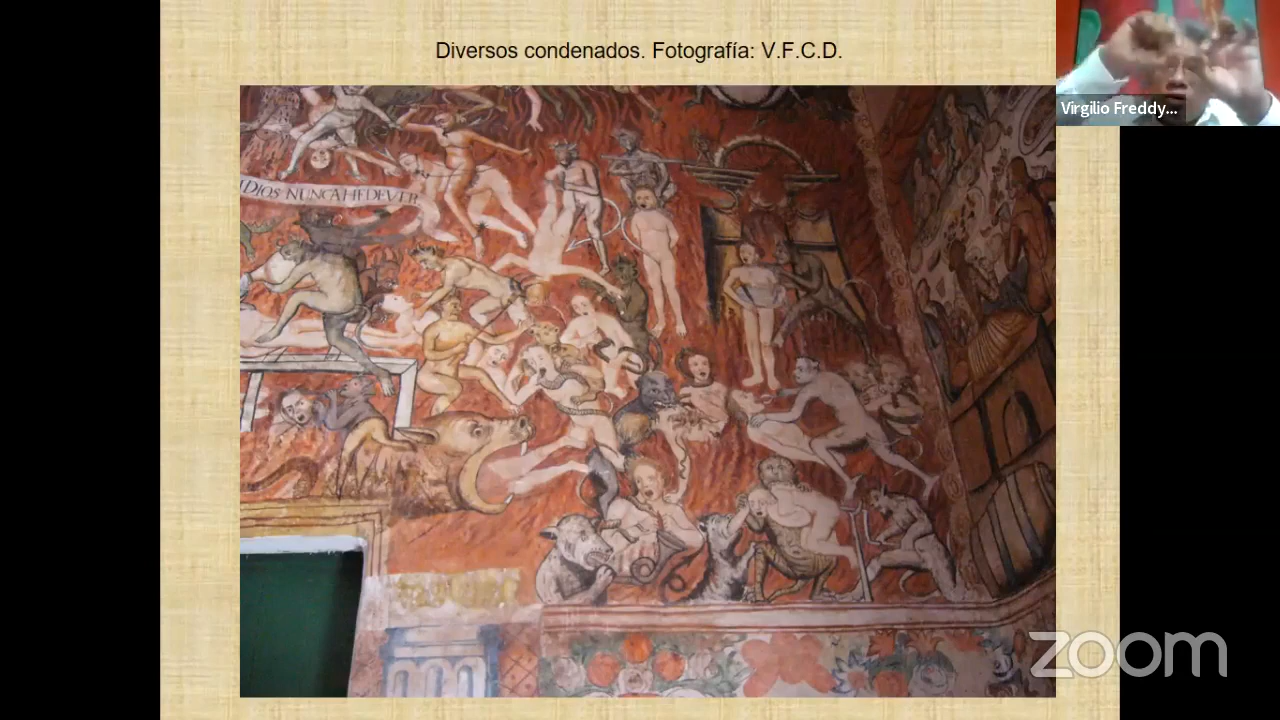 Diversos condenados. Fotografía: V.F.C.D.
Virgilio Freddy...
DIOS NUNCA HE DE VER
zoom